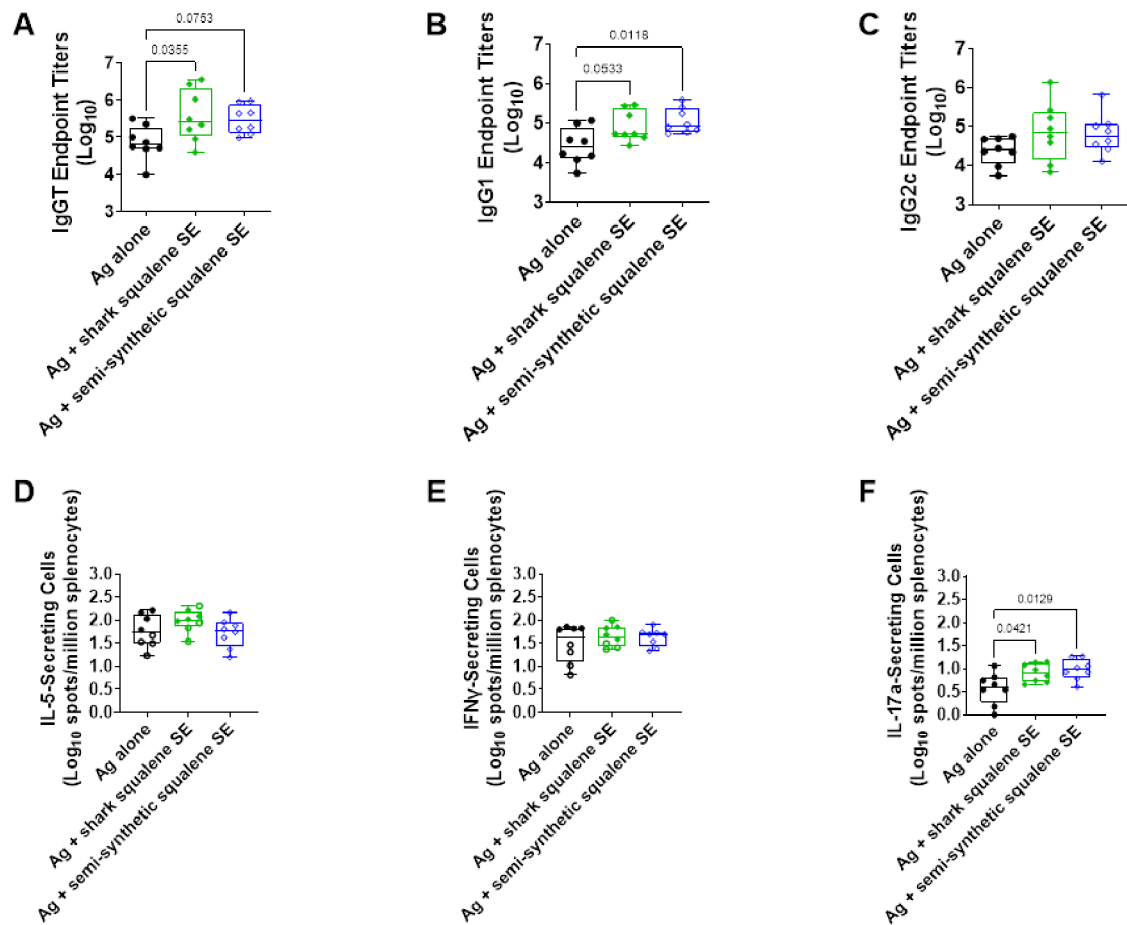 A
IgGT Endpoint Titers
(Log10)
7
6
5
4
3
0.0753
0.0355
Ag alone
Ag + shark squalene SE
Ag + semi-synthetic squalene SE
B
IgG1 Endpoint Titers
(Log10)
7
6
5
4
3
0.0118
0.0533
Ag alone
Ag + shark squalene SE
Ag + semi-synthetic squalene SE
C
IgG2c Endpoint Titers
(Log10)
7
6
5
4
3
Ag alone
Ag + shark squalene SE
Ag + semi-synthetic squalene SE
D
IL-5-Secreting Cells
(Log10 spots/million splenocytes)
3.0
2.5
2.0
1.5
1.0
0.5
0.0
Ag alone
Ag + shark squalene SE
Ag + semi-synthetic squalene SE
E
IFNγ-Secreting Cells
(Log10 spots/million splenocytes)
3.0
2.5
2.0
1.5
1.0
0.5
0.0
Ag alone
Ag + shark squalene SE
Ag + semi-synthetic squalene SE
F
IL-17a-Secreting Cells
(Log10 spots/million splenocytes)
3.0
2.5
2.0
1.5
1.0
0.5
0.0
0.0129
0.0421
Ag alone
Ag + shark squalene SE
Ag + semi-synthetic squalene SE